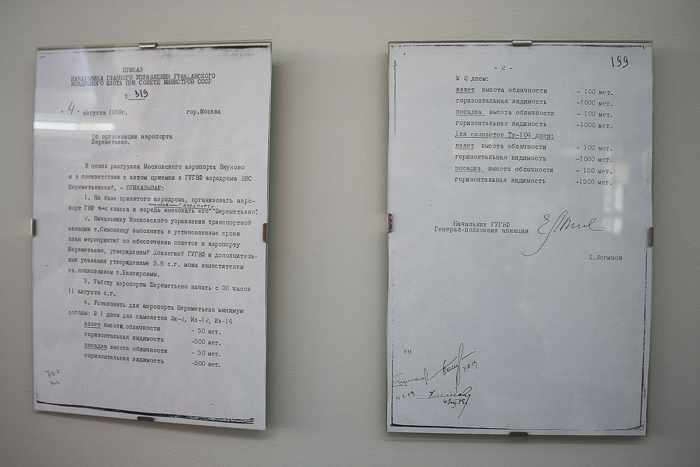 ПРИКАЗ
НАЧАЛЬНИКА ГЛАВНОГО УПРАВЛЕНИЯ ГРАЖДАНСКОГО
ВОЗДУШНОГО ФЛОТА ПРИ СОВЕТЕ МИНИСТРОВ СССР
№ 319
"4" августа 1959г. гор.Москва
Об организации аэропорта
Шереметьево.
В целях разгрузки Московского аэропорта Внуково
и в соответствии с актом приемки в ГУГВФ аэродрома ВВС
Шереметьевский, - ПРИКАЗЫВАЮ:
1. На базе принятого аэродрома, организовать аэро-
порт ГВФ класса и впредь именовать его "Шереметьево"
2. Начальнику Московского управления транспортной
авиации т. выполнить в установленные сроки
план мероприятий по обеспечению полетов в аэропорту
Шереметьево, утвержденный Коллегией ГУГВФ и дополнитель-
ные указания утвержденные 3.8 с.г. моим заместителем
ген.полковником т.Башкировым.
3. Работу аэропорта Шереметьево начать с 00 часов
11 августа с.г.
4. Установить для аэропорта Шереметьево минимум
погоды: № 1 днем для самолетов Ли-2, Ил-12, Ил-14
взлет высота облачности - 50 мет.
горизонтальная видимость -500 мет.
посадка высота облачности - 50 мет.
горизонтальная видимость -500 мет.
- 2 -
199
№ 2 днем:
взлет высота облачности - 100 мет.
горизонтальная видимость -1000 мет.
посадка высота облачности - 100 мет.
горизонтальная видимость -1000 мет.
Для самолетов Ту-104 днем:
взлет высота облачности - 100 мет.
горизонтальная видимость -1000 мет.
посадка высота облачности - 150 мет.
горизонтальная видимость -1500 мет.
Начальник ГУГВФ
Генерал-полковник авиации
Е.Логинов